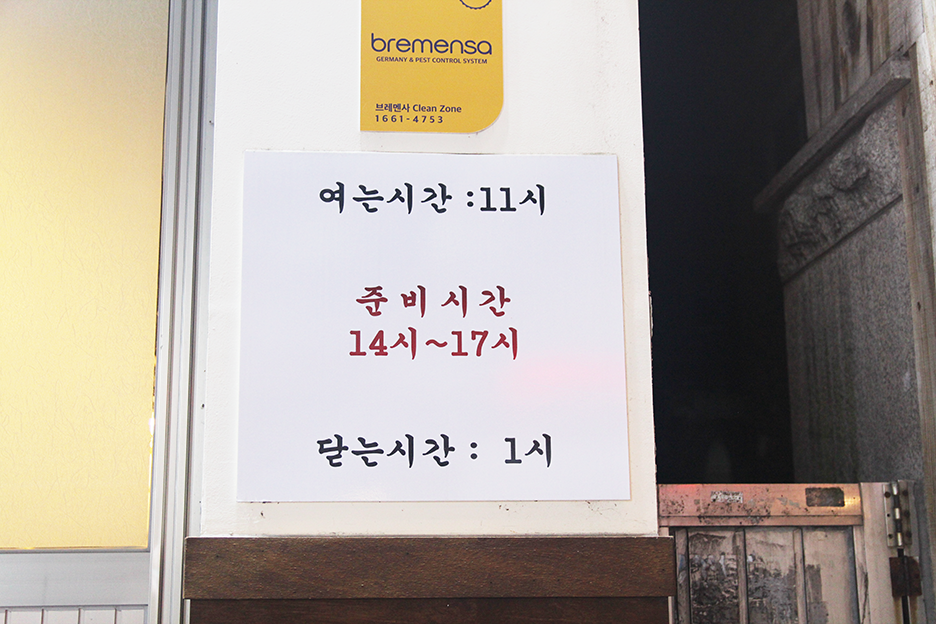 bremensa
GERMANY & PEST CONTROL SYSTEM
브레멘사 Clean Zone
1661-4753
여는시간 :11시
준비시간
14시~17시
닫는시간 : 1시